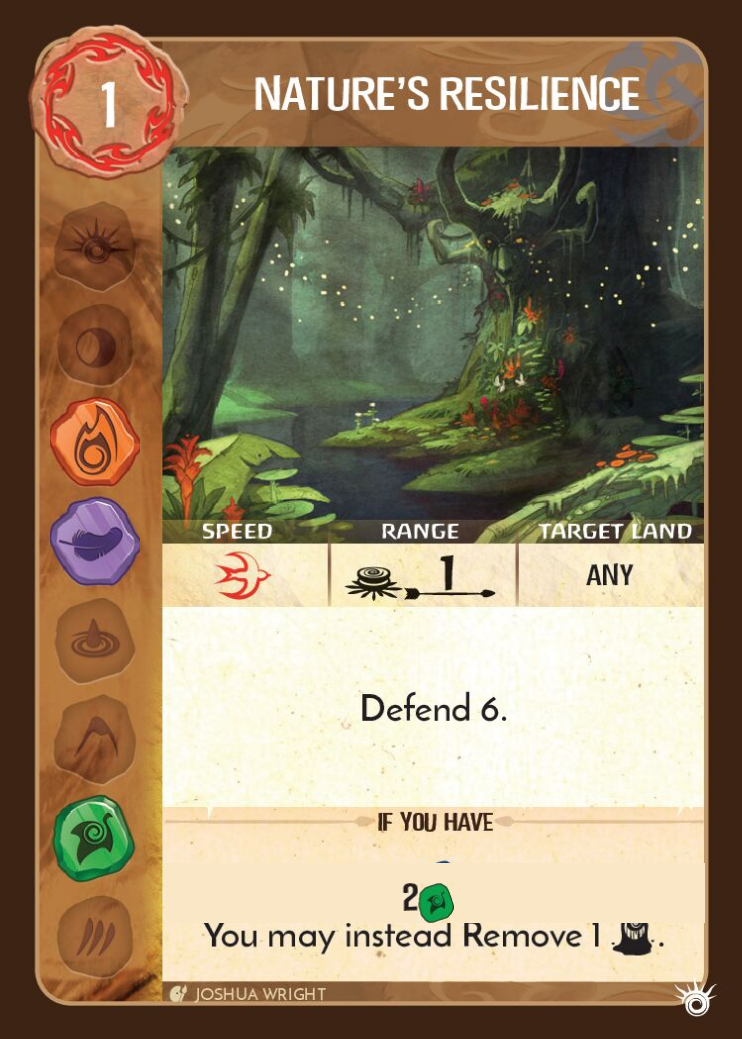 1
NATURE'S RESILIENCE
SPEED RANGE TARGET LAND
1 ANY
Defend 6.
IF YOU HAVE
2
You may instead Remove 1 .
JOSHUA WRIGHT